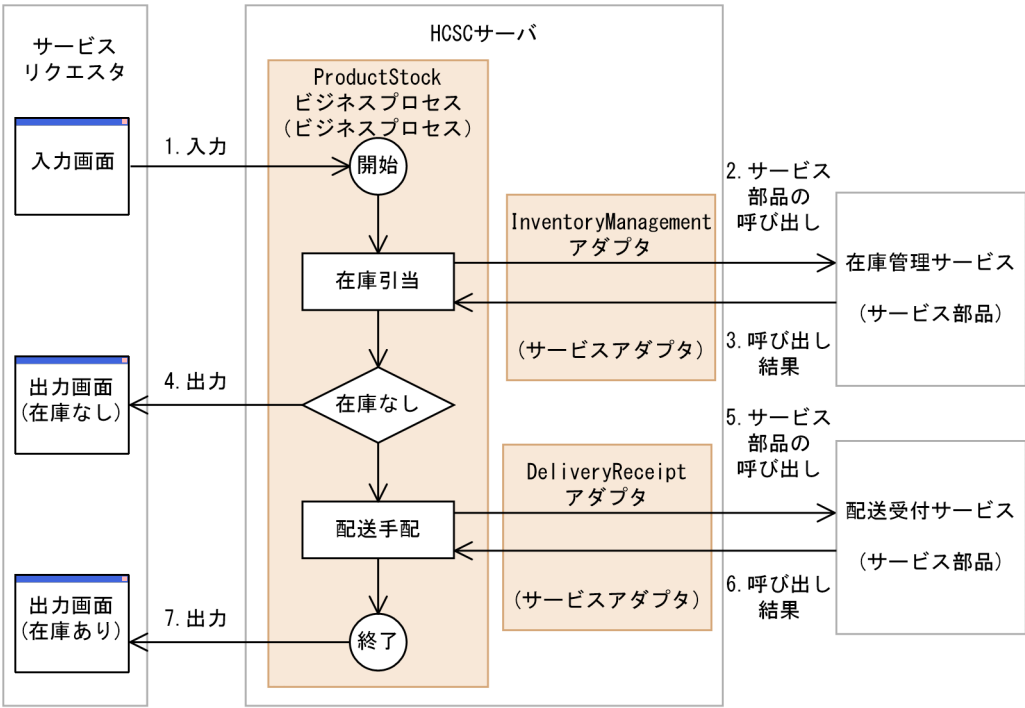 サービス
リクエスタ
HCSCサーバ
ProductStock
ビジネスプロセス
(ビジネスプロセス)
入力画面
1.入力
開始
2.サービス
部品の
呼び出し
InventoryManagement
アダプタ
在庫引当
在庫管理サービス
(サービス部品)
(サービスアダプタ)
3.呼び出し
結果
出力画面
(在庫なし)
4.出力
在庫なし
5.サービス
部品の
呼び出し
DeliveryReceipt
アダプタ
配送手配
配送受付サービス
(サービス部品)
(サービスアダプタ)
6.呼び出し
結果
出力画面
(在庫あり)
7.出力
終了